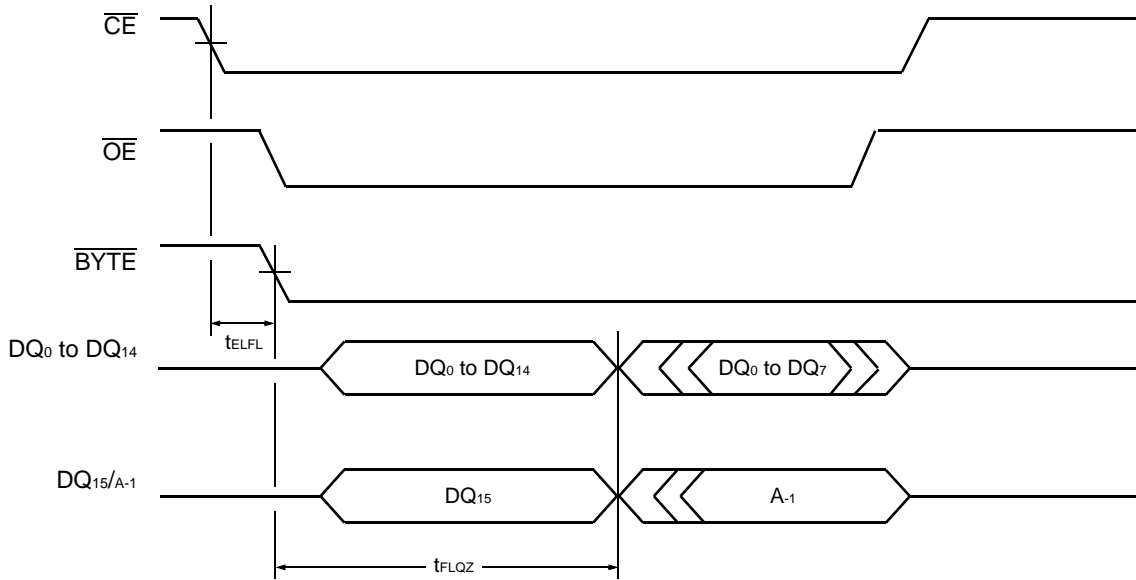 CE
OE
BYTE
tELFL
DQ0 to DQ14
DQ0 to DQ14
DQ0 to DQ7
DQ15/A-1
DQ15
A-1
tFLQZ